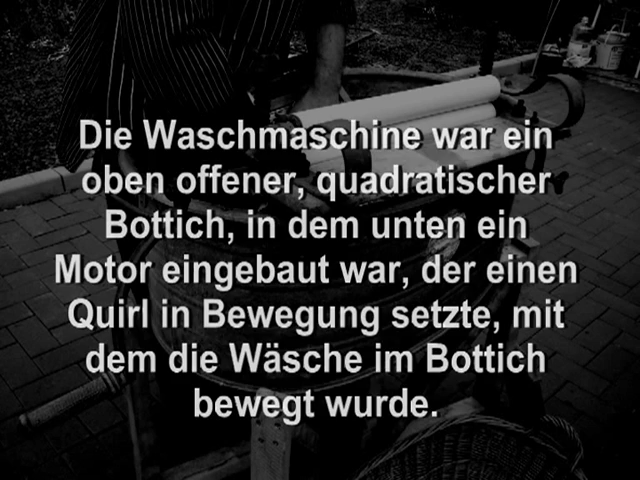 Die Waschmaschine war ein
oben offener, quadratischer
Bottich, in dem unten ein
Motor eingebaut war, der einen
Quirl in Bewegung setzte, mit
dem die Wäsche im Bottich
bewegt wurde.